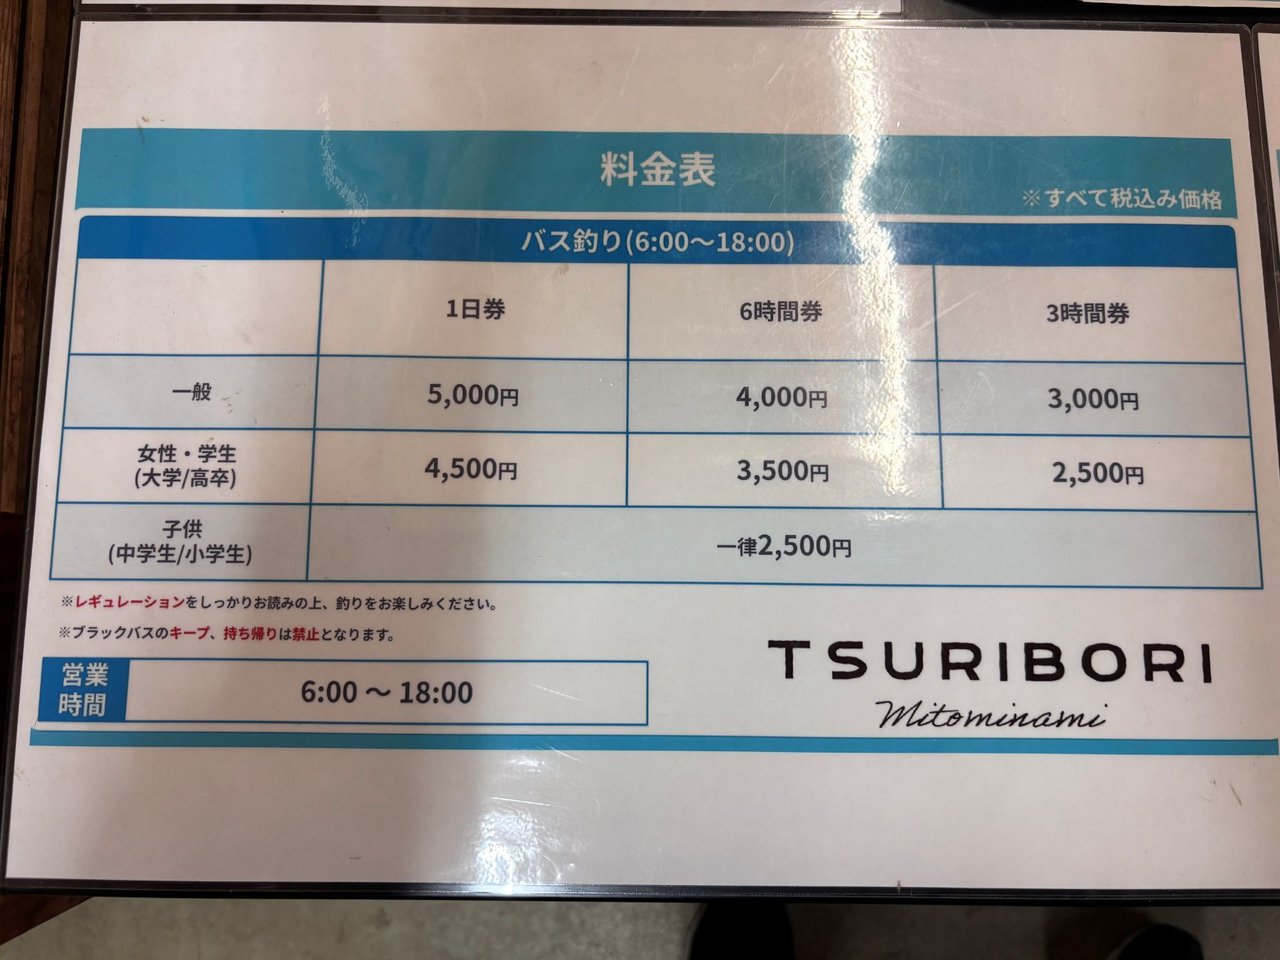 料金表
※すべて税込み価格
バス釣り(6:00〜18:00)
1日券 6時間券 3時間券
一般 5,000円 4,000円 3,000円
女性・学生
(大学/高卒) 4,500円 3,500円 2,500円
子供
(中学生/小学生) 一律2,500円
※レギュレーションをしっかりお読みの上、釣りをお楽しみください。
※ブラックバスのキープ、持ち帰りは禁止となります。
営業
時間 6:00 〜 18:00
TSURIBORI
Mitominami